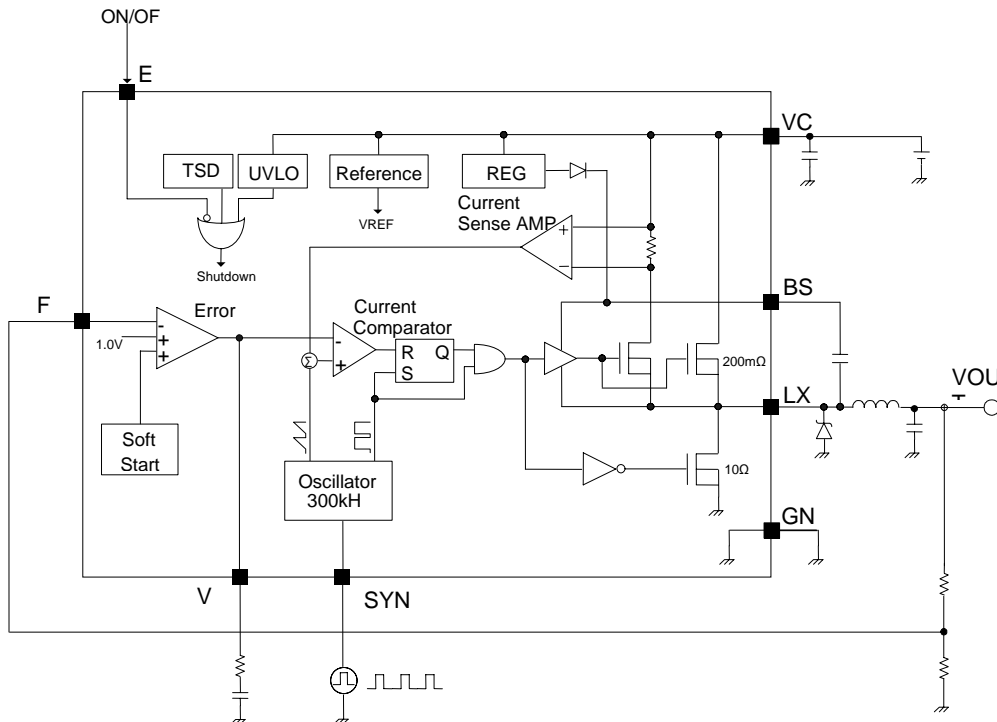 ON/OF
E
VC
TSD
UVLO
Reference
REG
VREF
Current
Sense AMP
+
−
Shutdown
BS
F
Error
-
-
+
+
1.0V
Current
Comparator
-
+
Σ
R Q
S
200mΩ
VOU
LX
Soft
Start
Oscillator
300kH
10Ω
GN
V
SYN